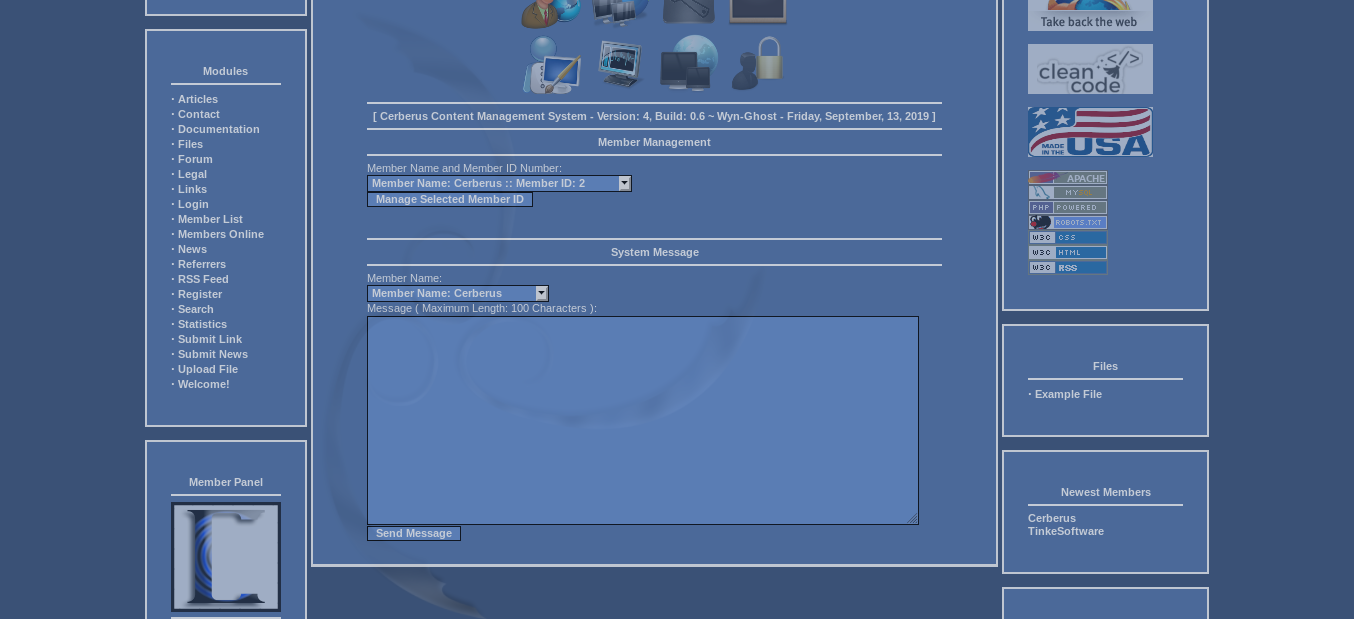 Modules
· Articles
· Contact
· Documentation
· Files
· Forum
· Legal
· Links
· Login
· Member List
· Members Online
· News
· Referrers
· RSS Feed
· Register
· Search
· Statistics
· Submit Link
· Submit News
· Upload File
· Welcome!
Member Panel
[ Cerberus Content Management System - Version: 4, Build: 0.6 ~ Wyn-Ghost - Friday, September, 13, 2019 ]
Member Management
Member Name and Member ID Number:
Member Name: Cerberus :: Member ID: 2
Manage Selected Member ID
System Message
Member Name:
Member Name: Cerberus
Message ( Maximum Length: 100 Characters ):
Send Message
Take back the web
clean </>
code
MADE
IN THE
USA
APACHE
PHP POWERED
ROBOTS.TXT
W3C CSS
W3C HTML
W3C RSS
Files
· Example File
Newest Members
Cerberus
TinkeSoftware